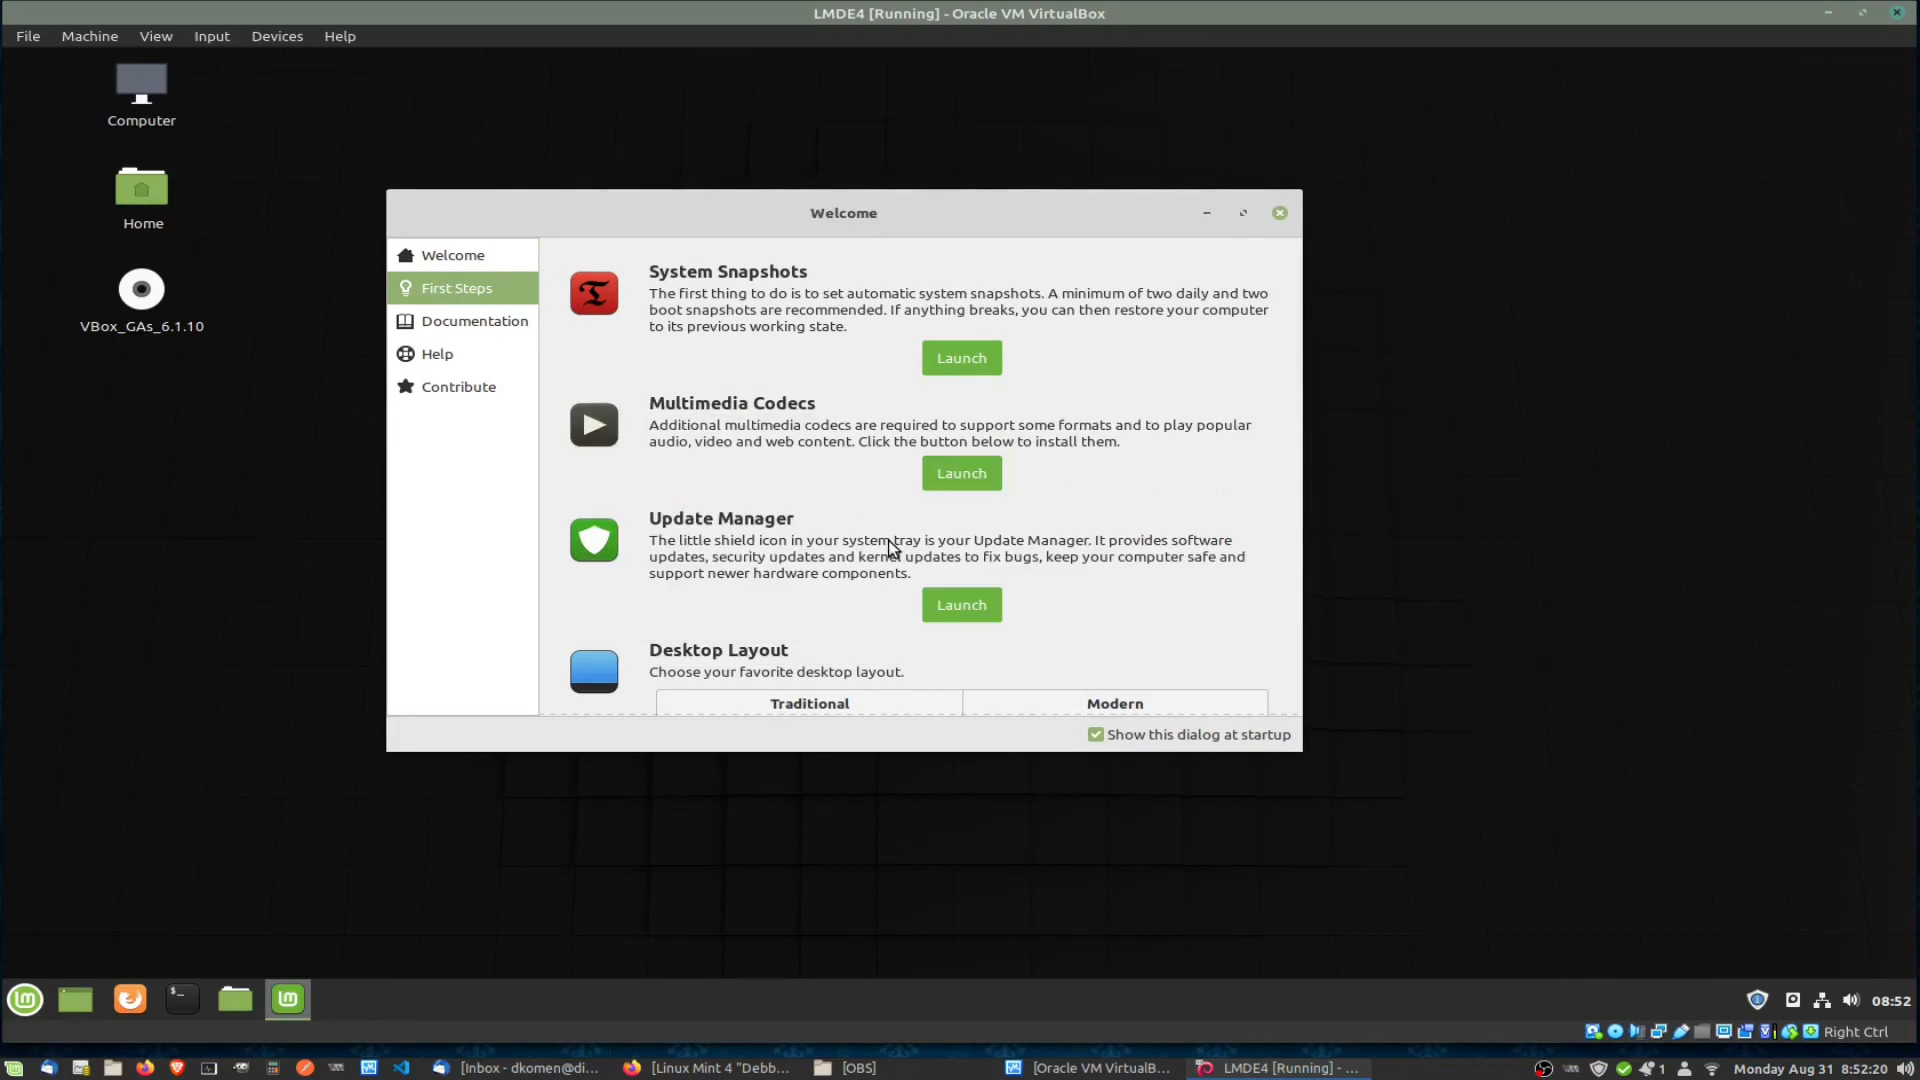 LMDE4 [Running] - Oracle VM VirtualBox
File Machine View Input Devices Help
Computer
Home
VBox_GAs_6.1.10
Welcome
Welcome
First Steps
Documentation
Help
Contribute
System Snapshots
The first thing to do is to set automatic system snapshots. A minimum of two daily and two
boot snapshots are recommended. If anything breaks, you can then restore your computer
to its previous working state.
Launch
Multimedia Codecs
Additional multimedia codecs are required to support some formats and to play popular
audio, video and web content. Click the button below to install them.
Launch
Update Manager
The little shield icon in your system tray is your Update Manager. It provides software
updates, security updates and kernel updates to fix bugs, keep your computer safe and
support newer hardware components.
Launch
Desktop Layout
Choose your favorite desktop layout.
Traditional Modern
Show this dialog at startup
08:52
Right Ctrl
[Inbox - dkomen@di... [Linux Mint 4 "Debb... [OBS] [Oracle VM VirtualB... LMDE4 [Running] - ... 1 Monday Aug 31 8:52:20